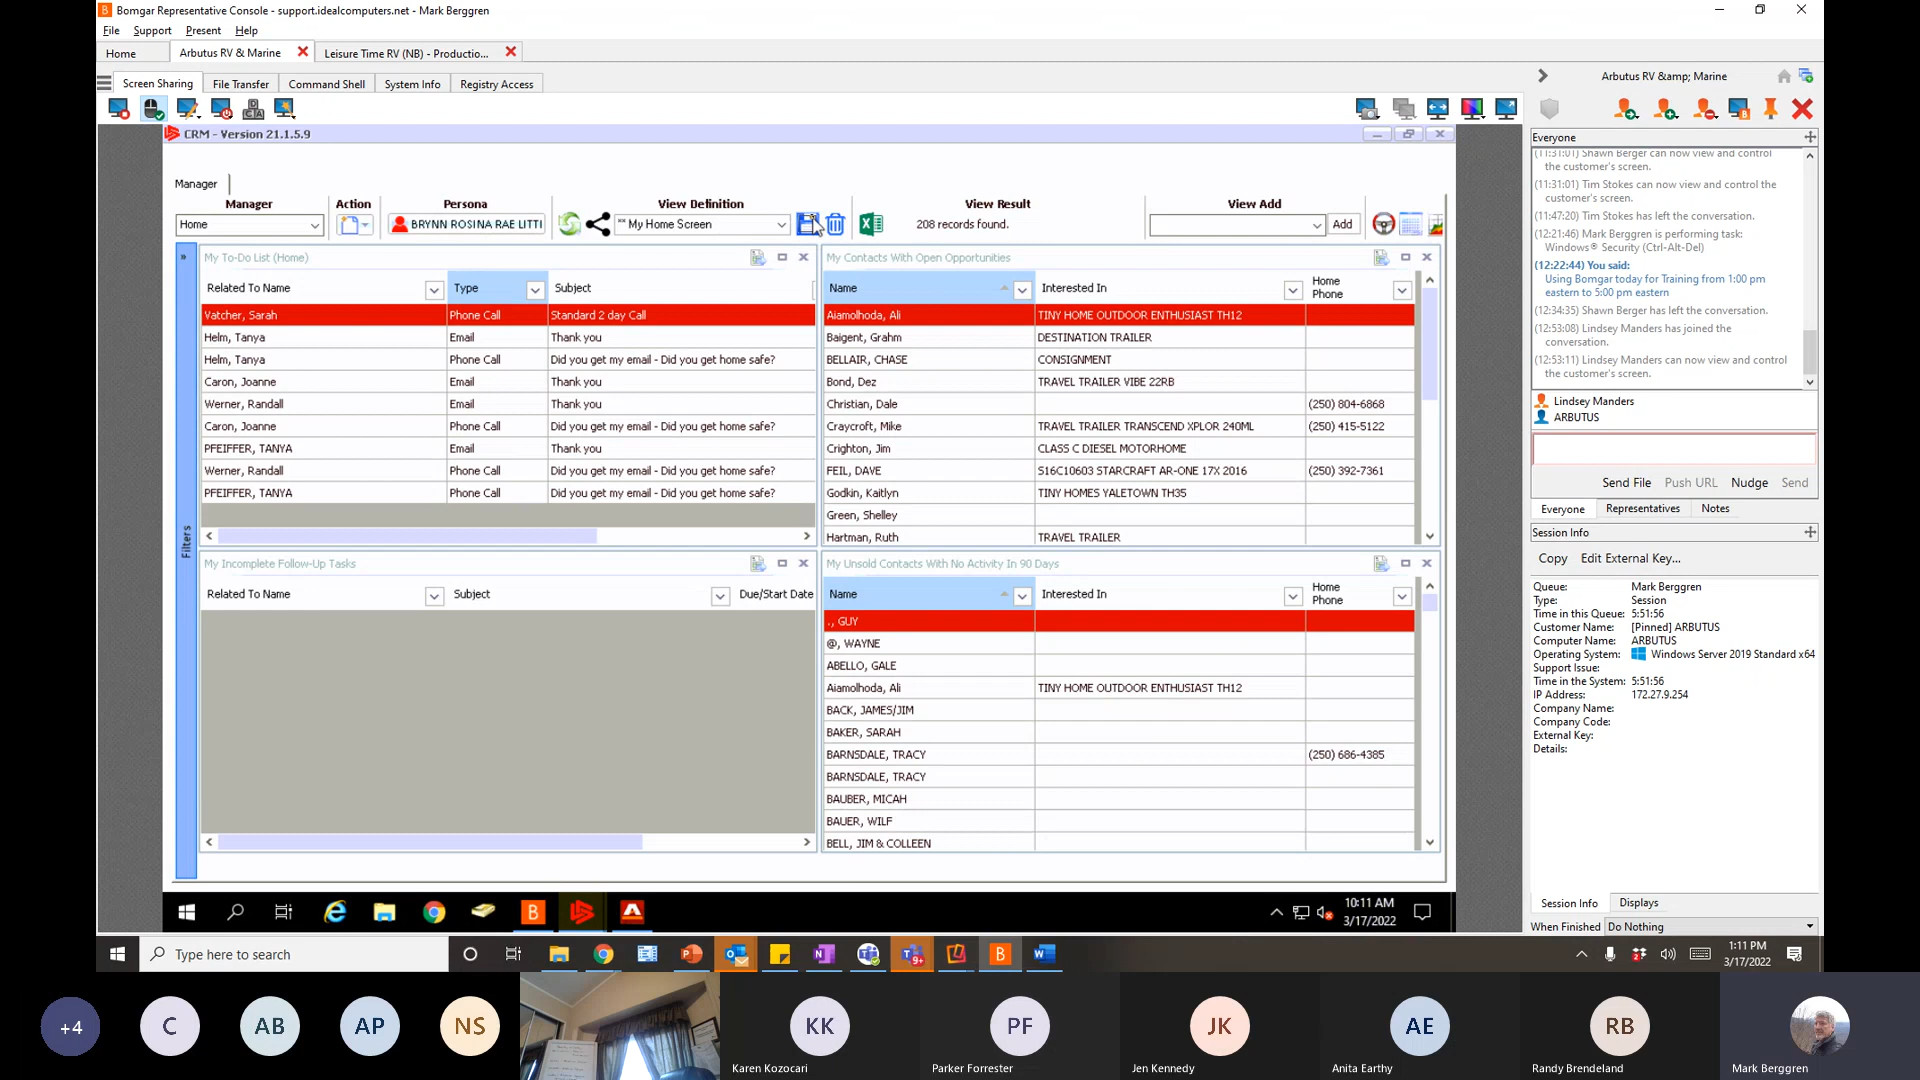 Bomgar Representative Console - support.idealcomputers.net - Mark Berggren
File Support Present Help
Home Arbutus RV & Marine Leisure Time RV (NB) - Productio...
Screen Sharing File Transfer Command Shell System Info Registry Access
Arbutus RV &amp; Marine
CRM - Version 21.1.5.9
Manager
Manager Action Persona View Definition View Result View Add
Home BRYNN ROSINA RAE LITTI ** My Home Screen 208 records found. Add
My To-Do List (Home)
Related To Name Type Subject
Vatcher, Sarah Phone Call Standard 2 day Call
Helm, Tanya Email Thank you
Helm, Tanya Phone Call Did you get my email - Did you get home safe?
Caron, Joanne Email Thank you
Werner, Randall Email Thank you
Caron, Joanne Phone Call Did you get my email - Did you get home safe?
PFEIFFER, TANYA Email Thank you
Werner, Randall Phone Call Did you get my email - Did you get home safe?
PFEIFFER, TANYA Phone Call Did you get my email - Did you get home safe?
My Contacts With Open Opportunities
Name Interested In Home
Phone
Aiamolhoda, Ali TINY HOME OUTDOOR ENTHUSIAST TH12
Baigent, Grahm DESTINATION TRAILER
BELLAIR, CHASE CONSIGNMENT
Bond, Dez TRAVEL TRAILER VIBE 22RB
Christian, Dale (250) 804-6868
Craycroft, Mike TRAVEL TRAILER TRANSCEND XPLOR 240ML (250) 415-5122
Crighton, Jim CLASS C DIESEL MOTORHOME
FEIL, DAVE S16C10603 STARCRAFT AR-ONE 17X 2016 (250) 392-7361
Godkin, Kaitlyn TINY HOMES YALETOWN TH35
Green, Shelley
Hartman, Ruth TRAVEL TRAILER
Filters
My Incomplete Follow-Up Tasks
Related To Name Subject Due/Start Date
My Unsold Contacts With No Activity In 90 Days
Name Interested In Home
Phone
., GUY
@, WAYNE
ABELLO, GALE
Aiamolhoda, Ali TINY HOME OUTDOOR ENTHUSIAST TH12
BACK, JAMES/JIM
BAKER, SARAH
BARNSDALE, TRACY (250) 686-4385
BARNSDALE, TRACY
BAUBER, MICAH
BAUER, WILF
BELL, JIM & COLLEEN
10:11 AM
3/17/2022
Everyone
(11:31:01) Shawn Berger can now view and control
the customer's screen.
(11:31:01) Tim Stokes can now view and control the
customer's screen.
(11:47:20) Tim Stokes has left the conversation.
(12:21:46) Mark Berggren is performing task:
Windows® Security (Ctrl-Alt-Del)
(12:22:44) You said:
Using Bomgar today for Training from 1:00 pm
eastern to 5:00 pm eastern
(12:34:35) Shawn Berger has left the conversation.
(12:53:08) Lindsey Manders has joined the
conversation.
(12:53:11) Lindsey Manders can now view and control
the customer's screen.
Lindsey Manders
ARBUTUS
Send File Push URL Nudge Send
Everyone Representatives Notes
Session Info
Copy Edit External Key...
Queue: Mark Berggren
Type: Session
Time in this Queue: 5:51:56
Customer Name: [Pinned] ARBUTUS
Computer Name: ARBUTUS
Operating System: Windows Server 2019 Standard x64
Support Issue:
Time in the System: 5:51:56
IP Address: 172.27.9.254
Company Name:
Company Code:
External Key:
Details:
Session Info Displays
When Finished Do Nothing
Type here to search
1:11 PM
3/17/2022
+4 C AB AP NS KK PF JK AE RB
Karen Kozocari Parker Forrester Jen Kennedy Anita Earthy Randy Brendeland Mark Berggren